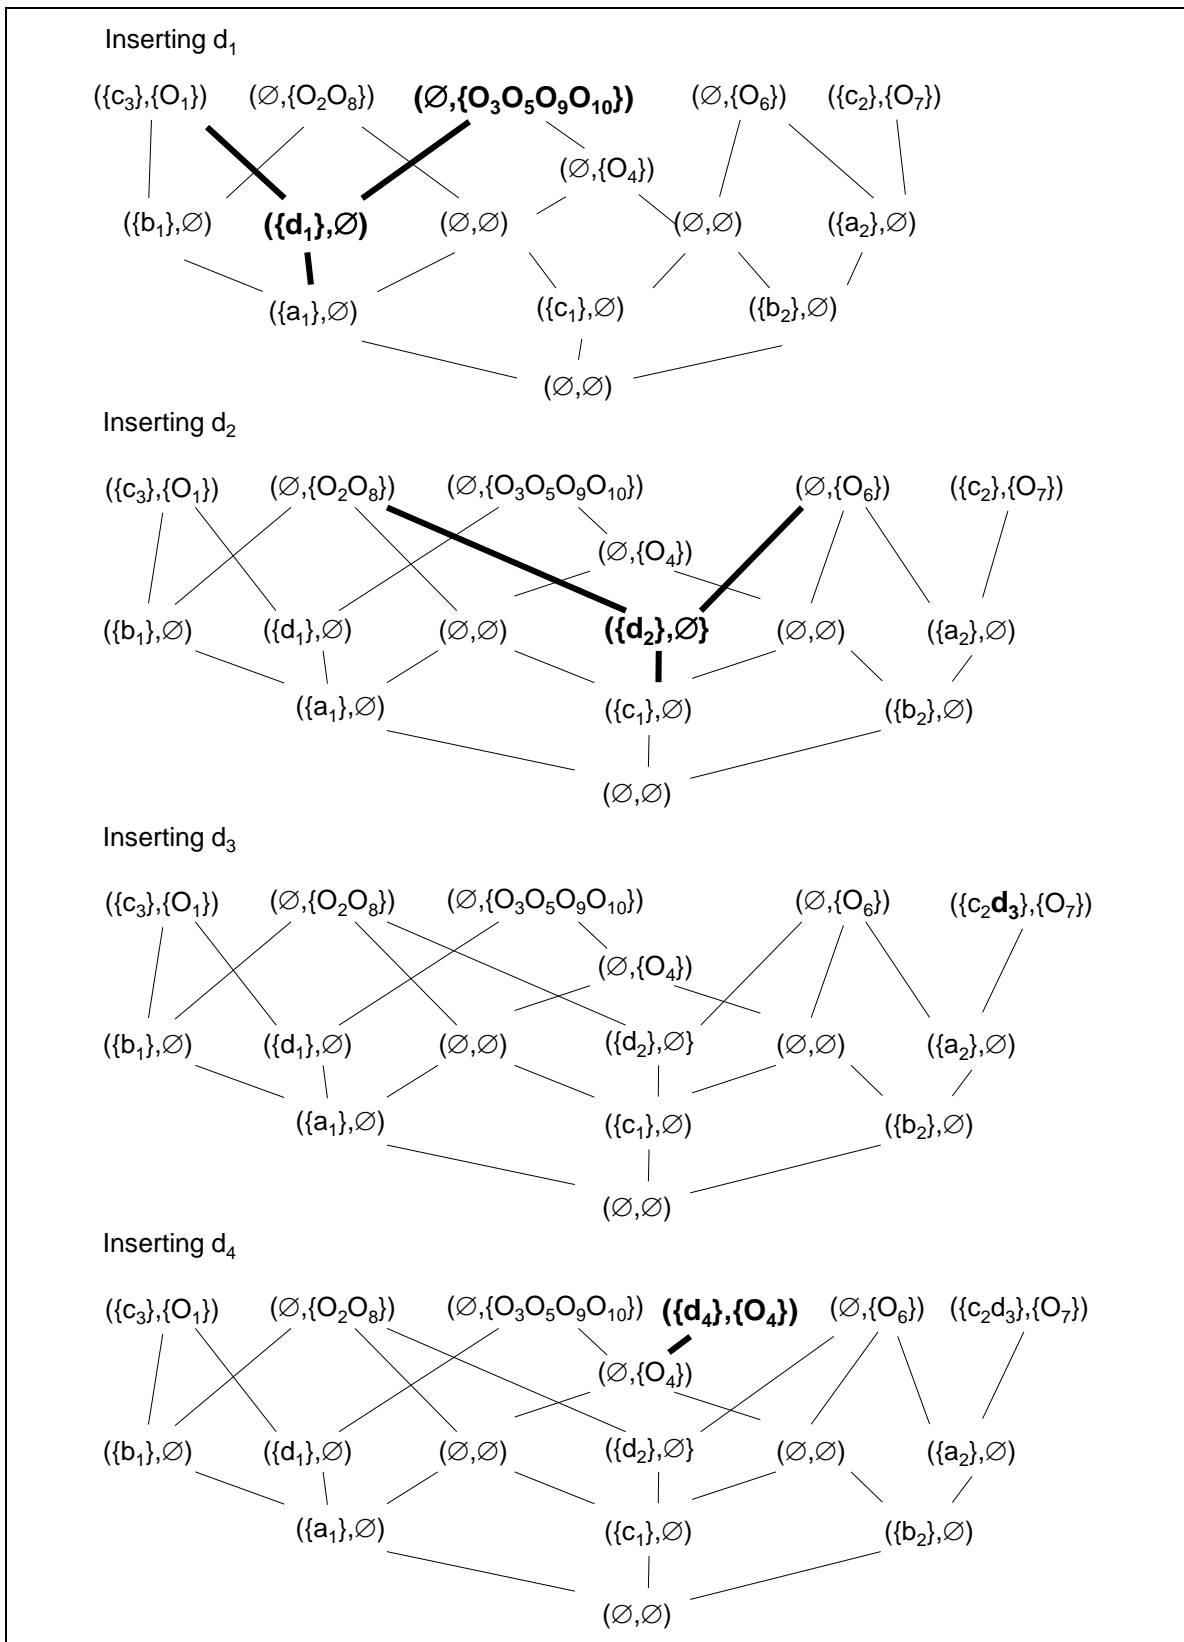 Inserting d₁
({c₃},{O₁}) (∅,{O₂O₈}) (∅,{O₃O₅O₉O₁₀}) (∅,{O₆}) ({c₂},{O₇})
(∅,{O₄})
({b₁},∅) ({d₁},∅) (∅,∅) (∅,∅) ({a₂},∅)
({a₁},∅) ({c₁},∅) ({b₂},∅)
(∅,∅)
Inserting d₂
({c₃},{O₁}) (∅,{O₂O₈}) (∅,{O₃O₅O₉O₁₀}) (∅,{O₆}) ({c₂},{O₇})
(∅,{O₄})
({b₁},∅) ({d₁},∅) (∅,∅) ({d₂},∅} (∅,∅) ({a₂},∅)
({a₁},∅) ({c₁},∅) ({b₂},∅)
(∅,∅)
Inserting d₃
({c₃},{O₁}) (∅,{O₂O₈}) (∅,{O₃O₅O₉O₁₀}) (∅,{O₆}) ({c₂d₃},{O₇})
(∅,{O₄})
({b₁},∅) ({d₁},∅) (∅,∅) ({d₂},∅} (∅,∅) ({a₂},∅)
({a₁},∅) ({c₁},∅) ({b₂},∅)
(∅,∅)
Inserting d₄
({c₃},{O₁}) (∅,{O₂O₈}) (∅,{O₃O₅O₉O₁₀}) ({d₄},{O₄}) (∅,{O₆}) ({c₂d₃},{O₇})
(∅,{O₄})
({b₁},∅) ({d₁},∅) (∅,∅) ({d₂},∅} (∅,∅) ({a₂},∅)
({a₁},∅) ({c₁},∅) ({b₂},∅)
(∅,∅)